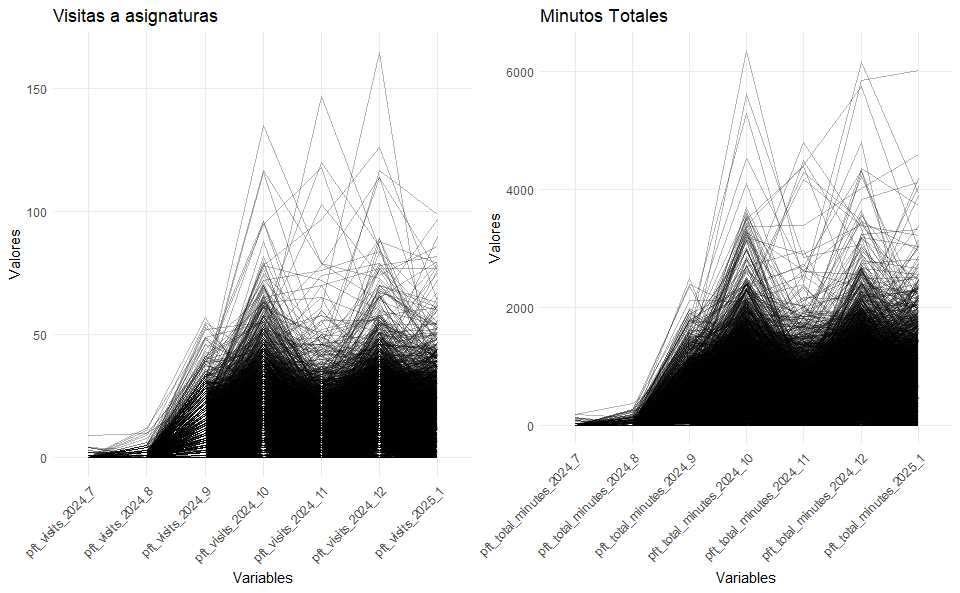 Visitas a asignaturas
Valores
150
100
50
0
pft_visits_2024_7
pft_visits_2024_8
pft_visits_2024_9
pft_visits_2024_10
pft_visits_2024_11
pft_visits_2024_12
pft_visits_2025_1
Variables
Minutos Totales
Valores
6000
4000
2000
0
pft_total_minutes_2024_7
pft_total_minutes_2024_8
pft_total_minutes_2024_9
pft_total_minutes_2024_10
pft_total_minutes_2024_11
pft_total_minutes_2024_12
pft_total_minutes_2025_1
Variables